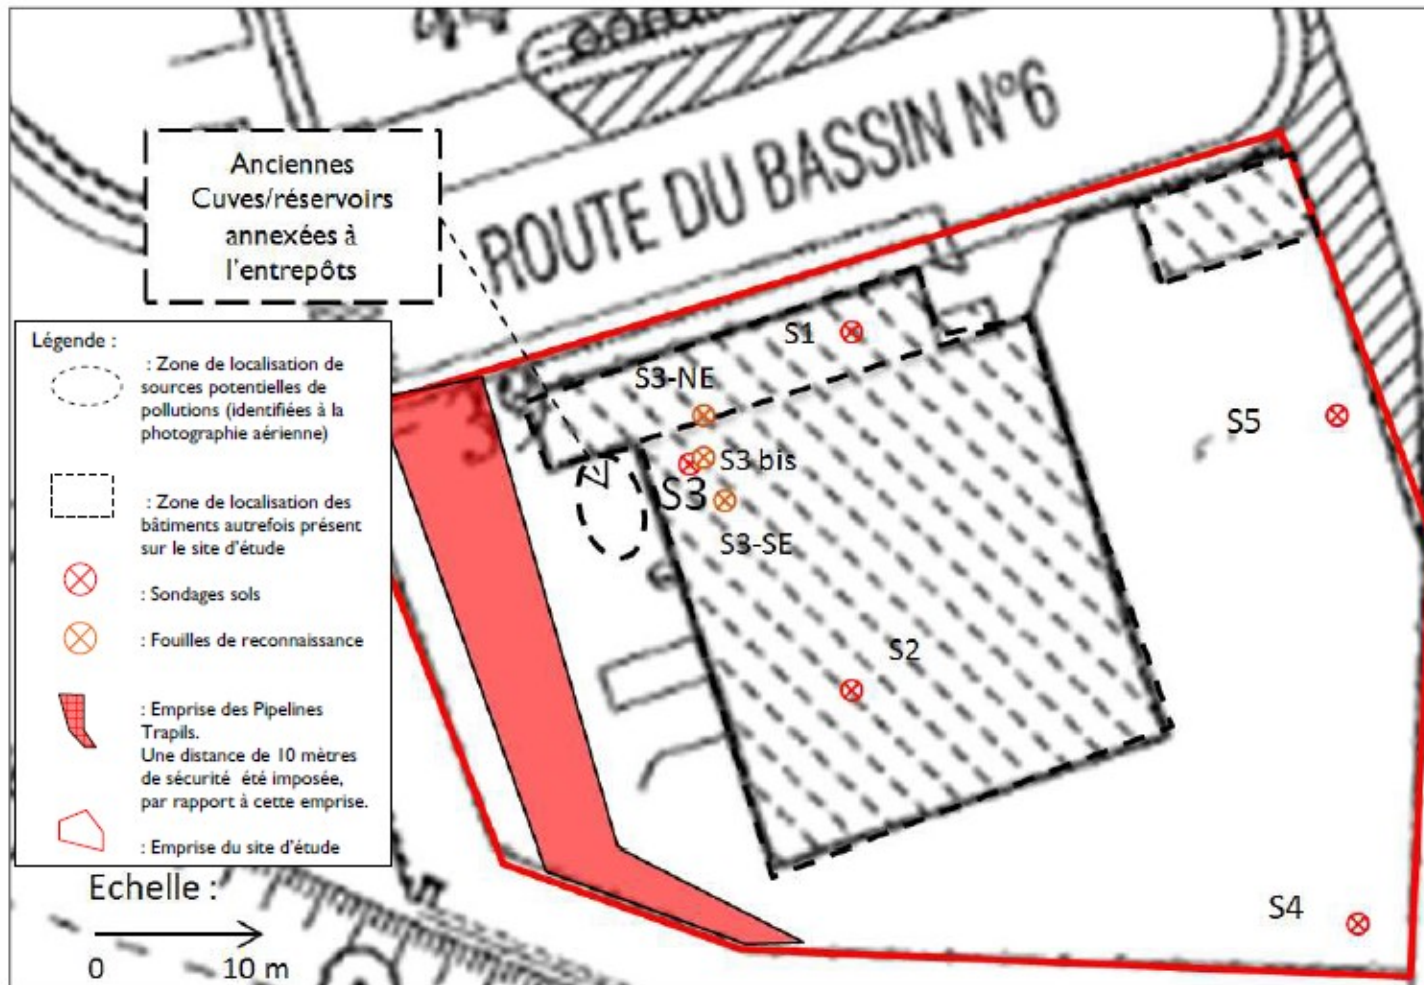 ROUTE DU BASSIN N°6
Anciennes
Cuves/réservoirs
annexées à
l'entrepôts
Légende :
: Zone de localisation de
sources potentielles de
pollutions (identifiées à la
photographie aérienne)
: Zone de localisation des
bâtiments autrefois présent
sur le site d'étude
: Sondages sols
: Fouilles de reconnaissance
: Emprise des Pipelines
Trapils.
Une distance de 10 mètres
de sécurité été imposée,
par rapport à cette emprise.
: Emprise du site d'étude
Echelle :
0 10 m
S1
S3-NE
S3 bis
S3
S3-SE
S2
S5
S4